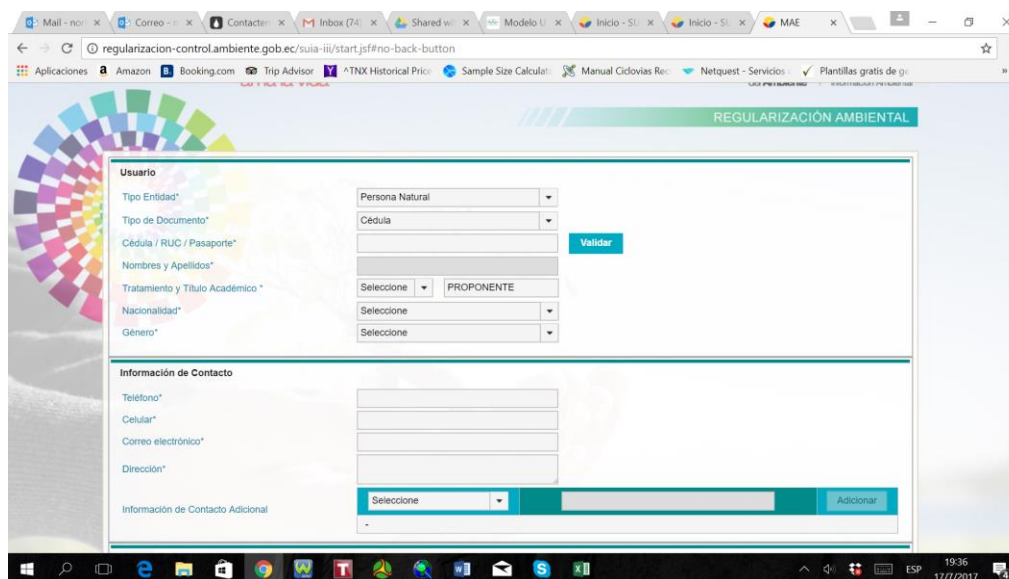 Mail - nor
Correo - n
Contacten
Inbox (74)
Shared wi
Modelo U
Inicio - SU
Inicio - SU
MAE
regularizacion-control.ambiente.gob.ec/suia-iii/start.jsf#no-back-button
Aplicaciones
Amazon
Booking.com
Trip Advisor
^TNX Historical Price
Sample Size Calculat
Manual Ciclovias Rec
Netquest - Servicios
Plantillas gratis de ge
»
REGULARIZACIÓN AMBIENTAL
Usuario
Tipo Entidad* Persona Natural
Tipo de Documento* Cédula
Cédula / RUC / Pasaporte* Validar
Nombres y Apellidos*
Tratamiento y Título Académico * Seleccione PROPONENTE
Nacionalidad* Seleccione
Género* Seleccione
Información de Contacto
Teléfono*
Celular*
Correo electrónico*
Dirección*
Información de Contacto Adicional Seleccione Adicionar
-
ESP
19:36
17/7/2017